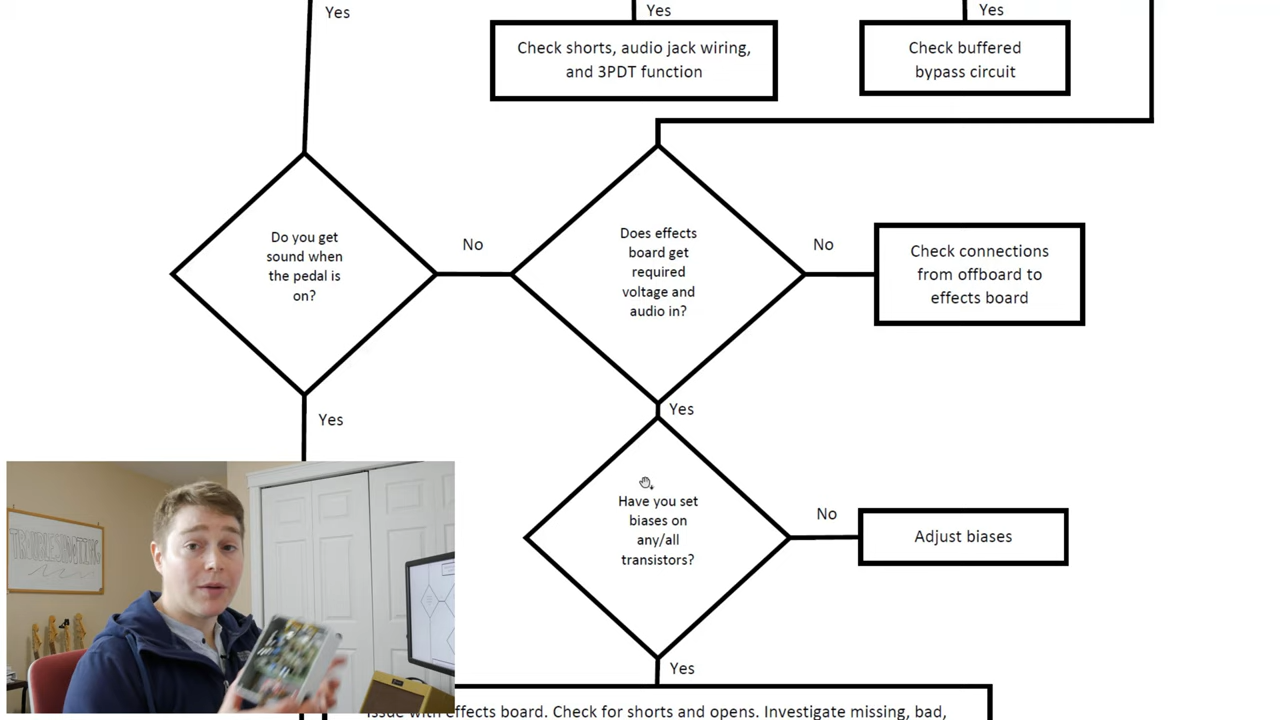 Yes
Yes
Yes
Check shorts, audio jack wiring,
and 3PDT function
Check buffered
bypass circuit
Do you get
sound when
the pedal is
on?
No
Does effects
board get
required
voltage and
audio in?
No
Check connections
from offboard to
effects board
Yes
Yes
Have you set
biases on
any/all
transistors?
No
Adjust biases
TROUBLESHOOTING
Yes
Issue with effects board. Check for shorts and opens. Investigate missing, bad,